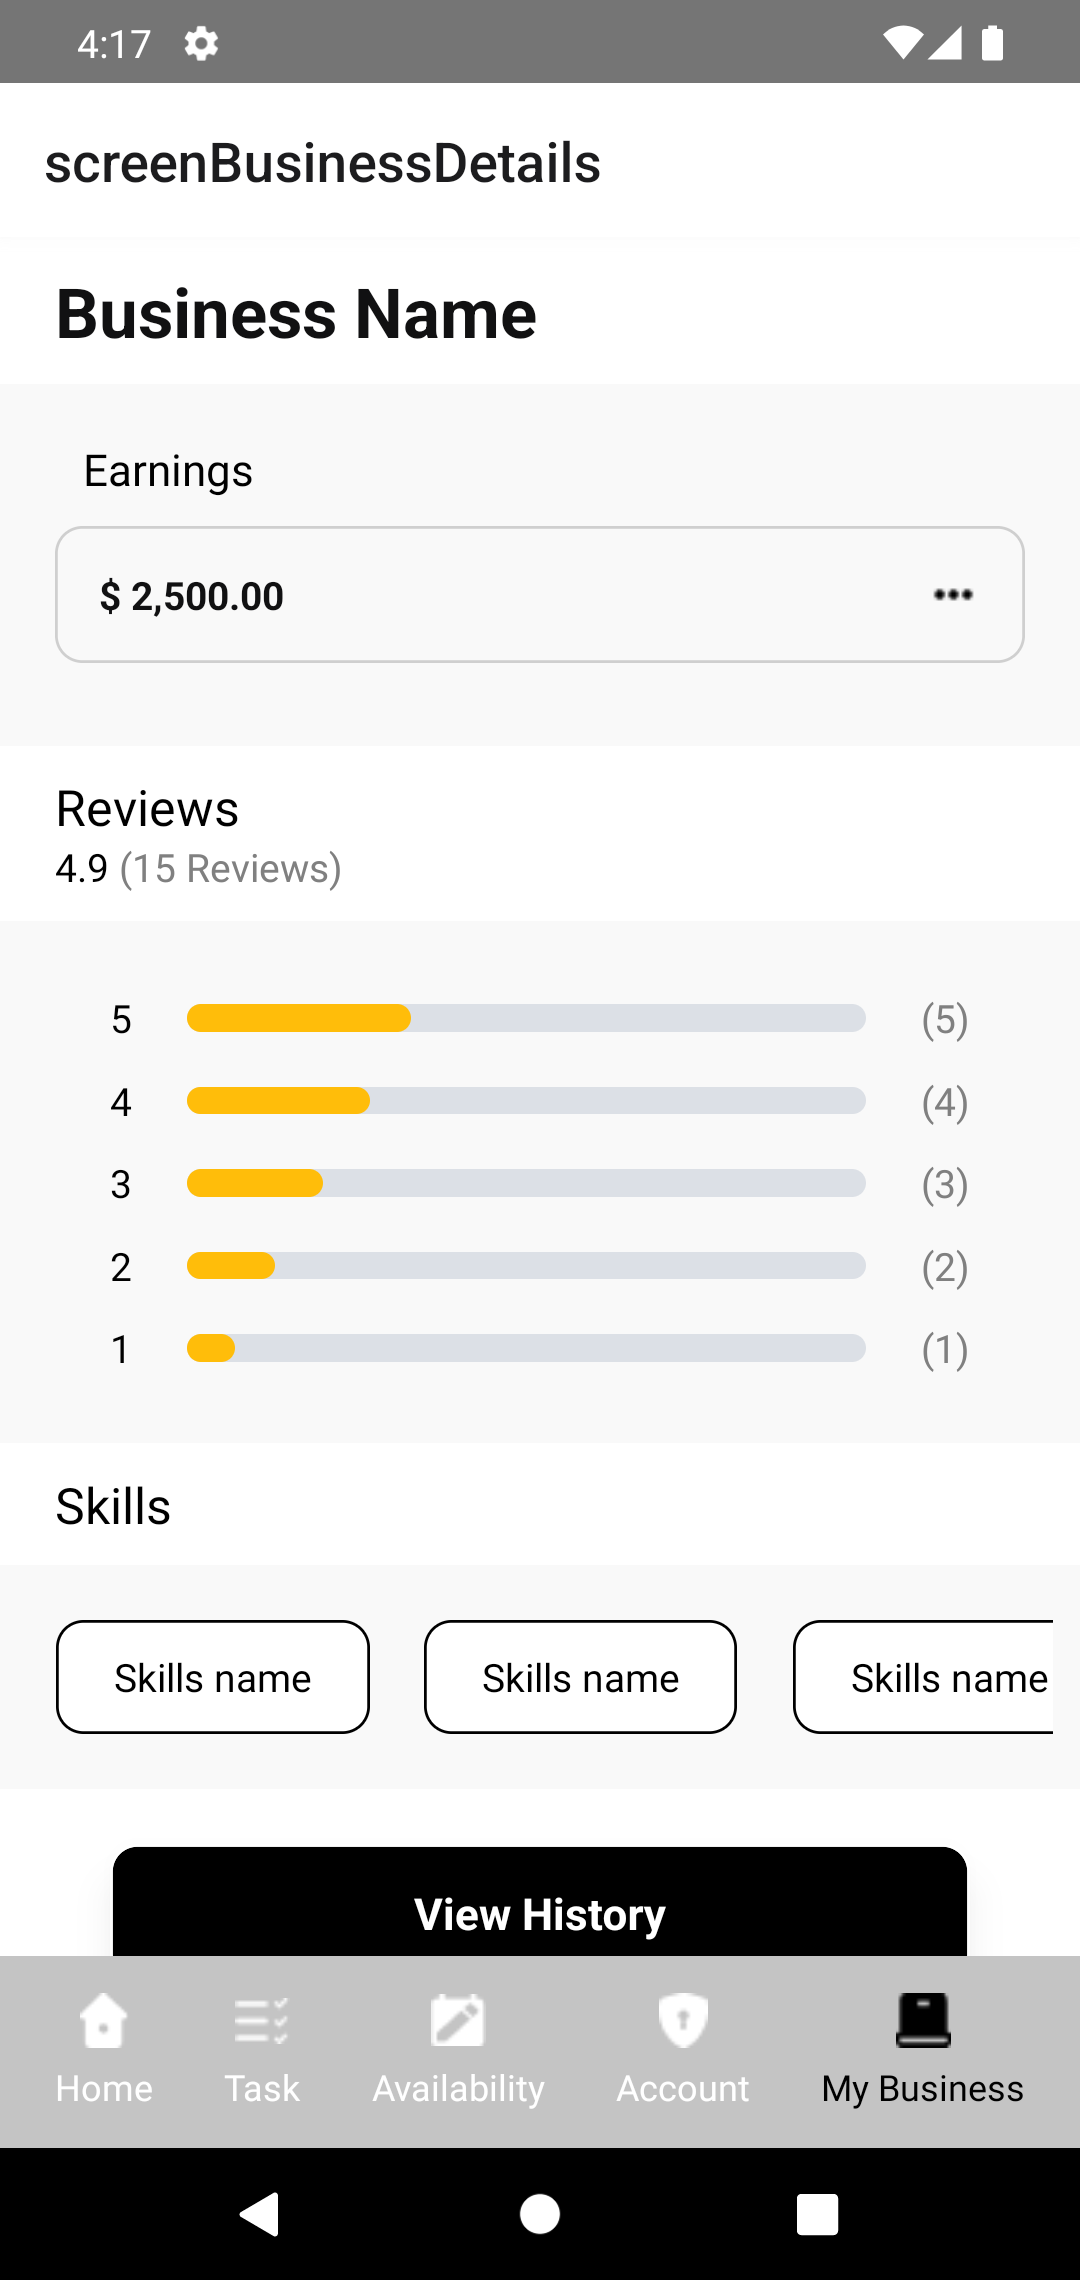 4:17
screenBusinessDetails
Business Name
Earnings
$ 2,500.00
Reviews
4.9 (15 Reviews)
5 (5)
4 (4)
3 (3)
2 (2)
1 (1)
Skills
Skills name Skills name Skills name
View History
Home Task Availability Account My Business